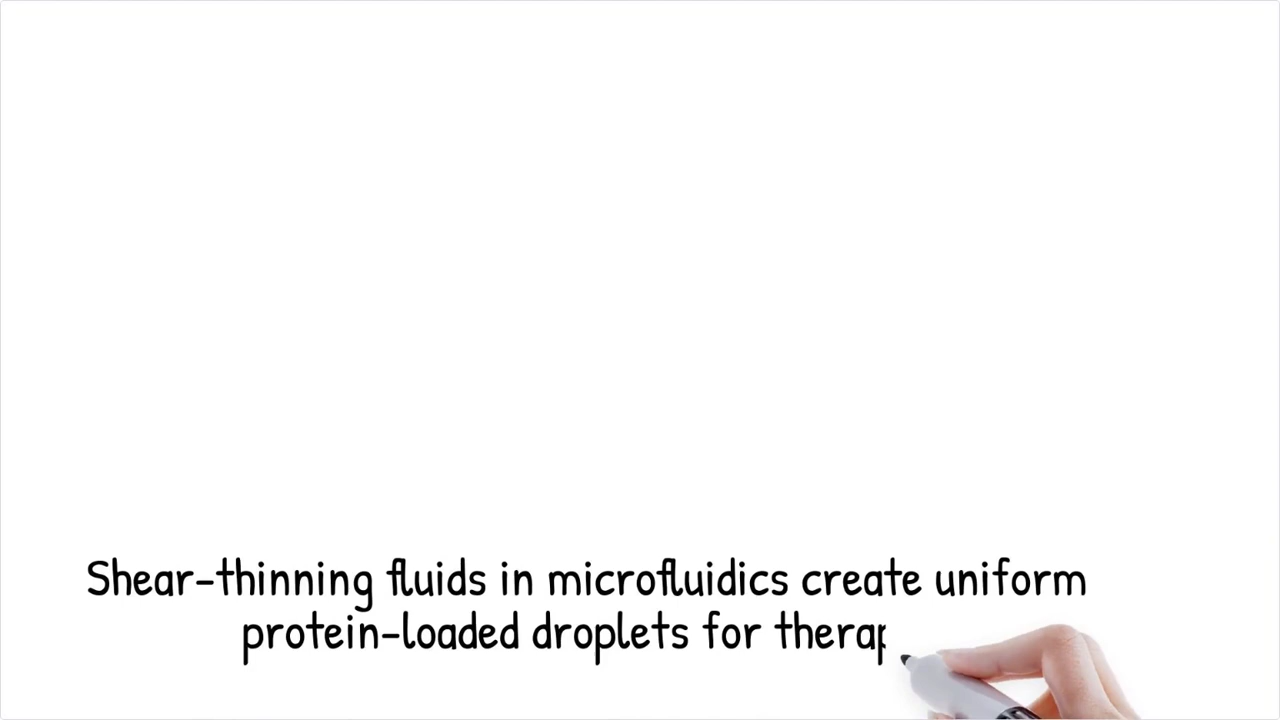 Shear-thinning fluids in microfluidics create uniform
protein-loaded droplets for therap